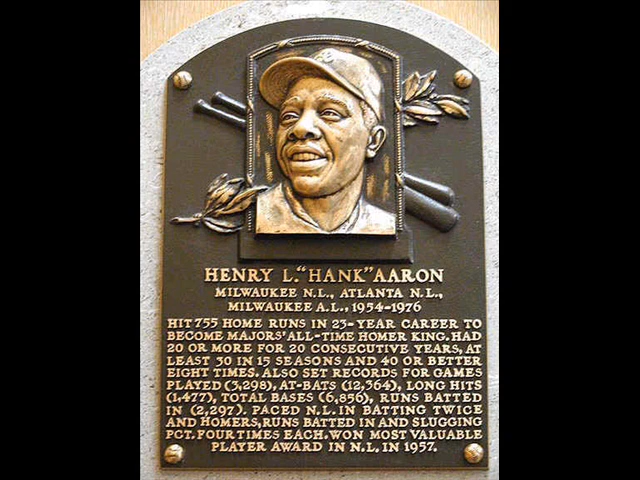 HENRY L. "HANK" AARON
MILWAUKEE N.L., ATLANTA N.L.,
MILWAUKEE A.L., 1954-1976
HIT 755 HOME RUNS IN 23-YEAR CAREER TO
BECOME MAJORS' ALL-TIME HOMER KING. HAD
20 OR MORE FOR 20 CONSECUTIVE YEARS, AT
LEAST 30 IN 15 SEASONS AND 40 OR BETTER
EIGHT TIMES. ALSO SET RECORDS FOR GAMES
PLAYED (3,298), AT-BATS (12,364), LONG HITS
(1,477), TOTAL BASES (6,856), RUNS BATTED
IN (2,297). PACED N.L. IN BATTING TWICE
AND HOMERS, RUNS BATTED IN AND SLUGGING
PCT. FOUR TIMES EACH. WON MOST VALUABLE
PLAYER AWARD IN N.L. IN 1957.